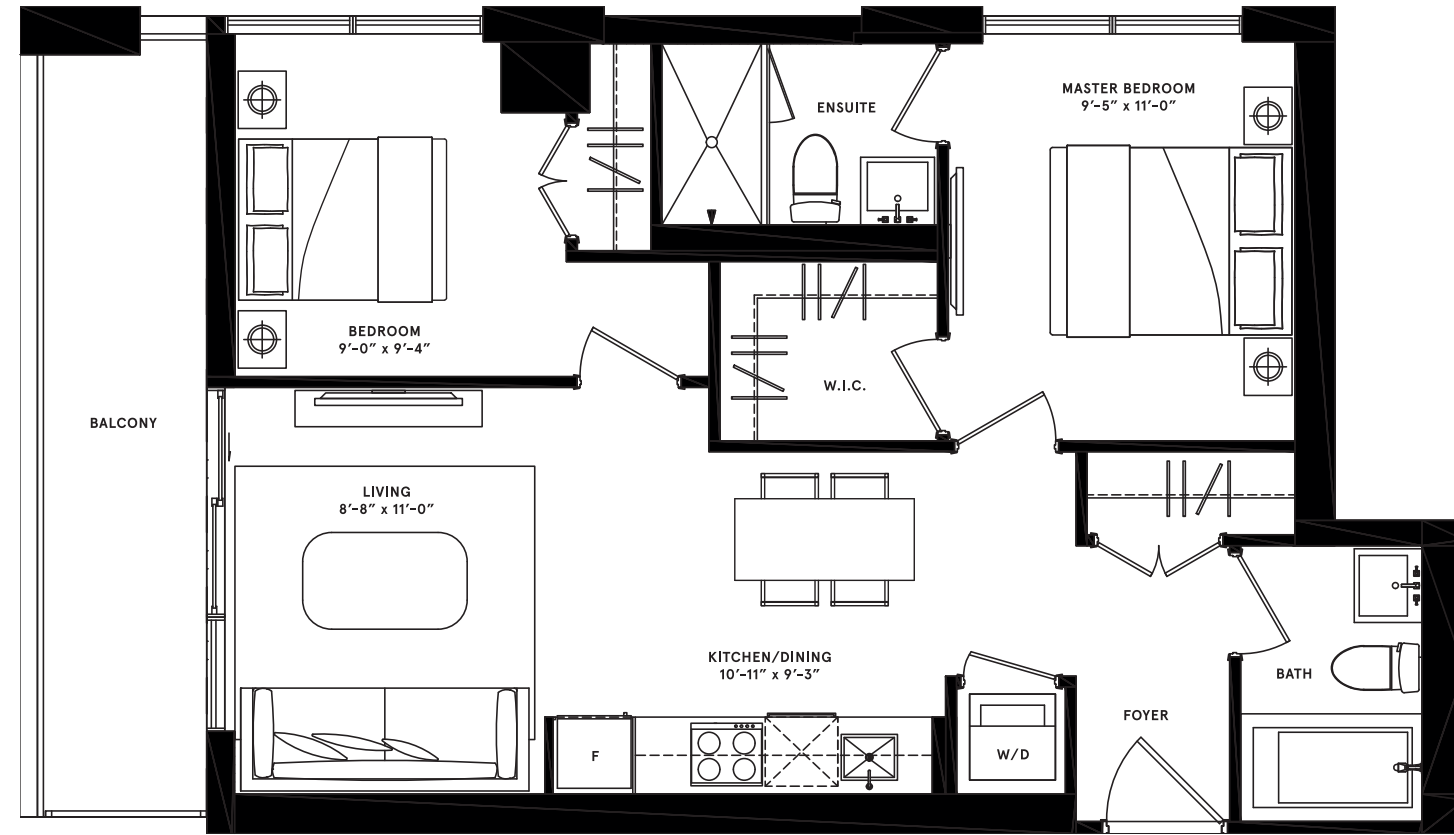 ENSUITE
MASTER BEDROOM
9'-5" x 11'-0"
BEDROOM
9'-0" x 9'-4"
W.I.C.
BALCONY
LIVING
8'-8" x 11'-0"
KITCHEN/DINING
10'-11" x 9'-3"
BATH
FOYER
F
W/D